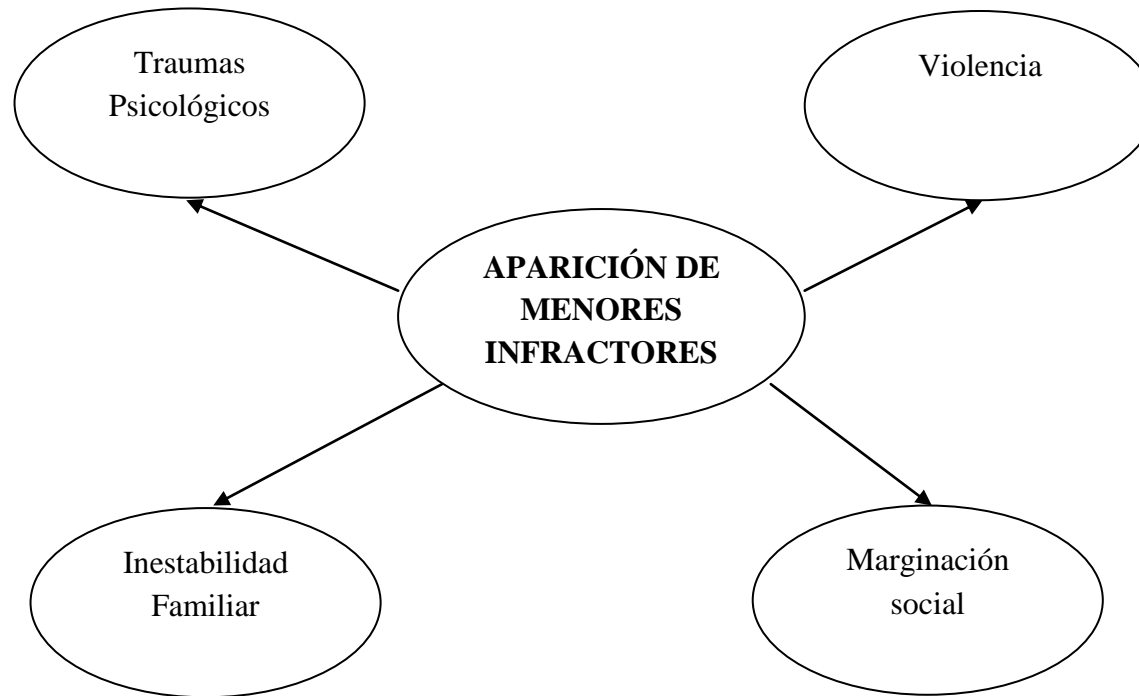 Traumas
Psicológicos
Violencia
APARICIÓN DE
MENORES
INFRACTORES
Inestabilidad
Familiar
Marginación
social